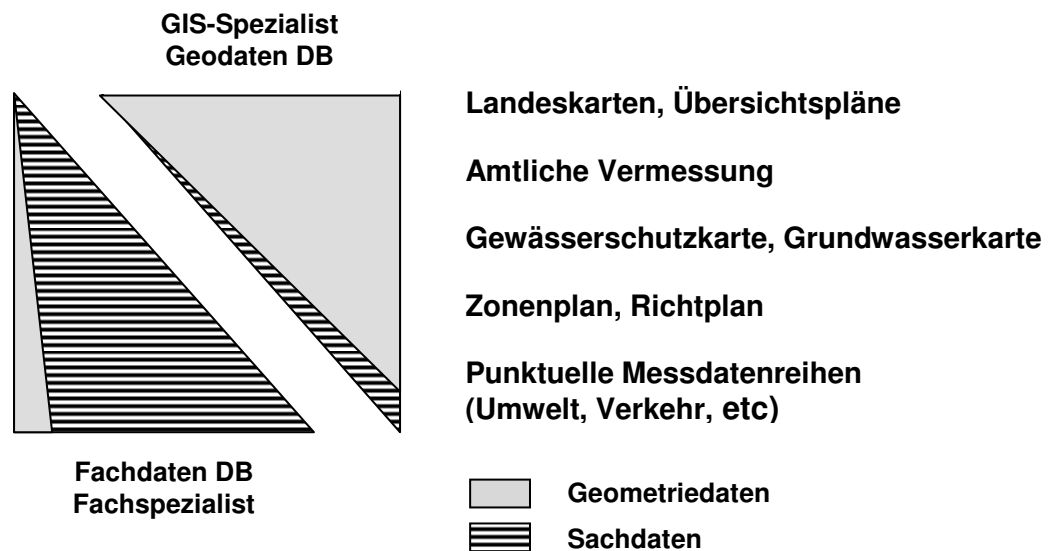 GIS-Spezialist
Geodaten DB
Landeskarten, Übersichtspläne
Amtliche Vermessung
Gewässerschutzkarte, Grundwasserkarte
Zonenplan, Richtplan
Punktuelle Messdatenreihen
(Umwelt, Verkehr, etc)
Fachdaten DB
Fachspezialist
Geometriedaten
Sachdaten